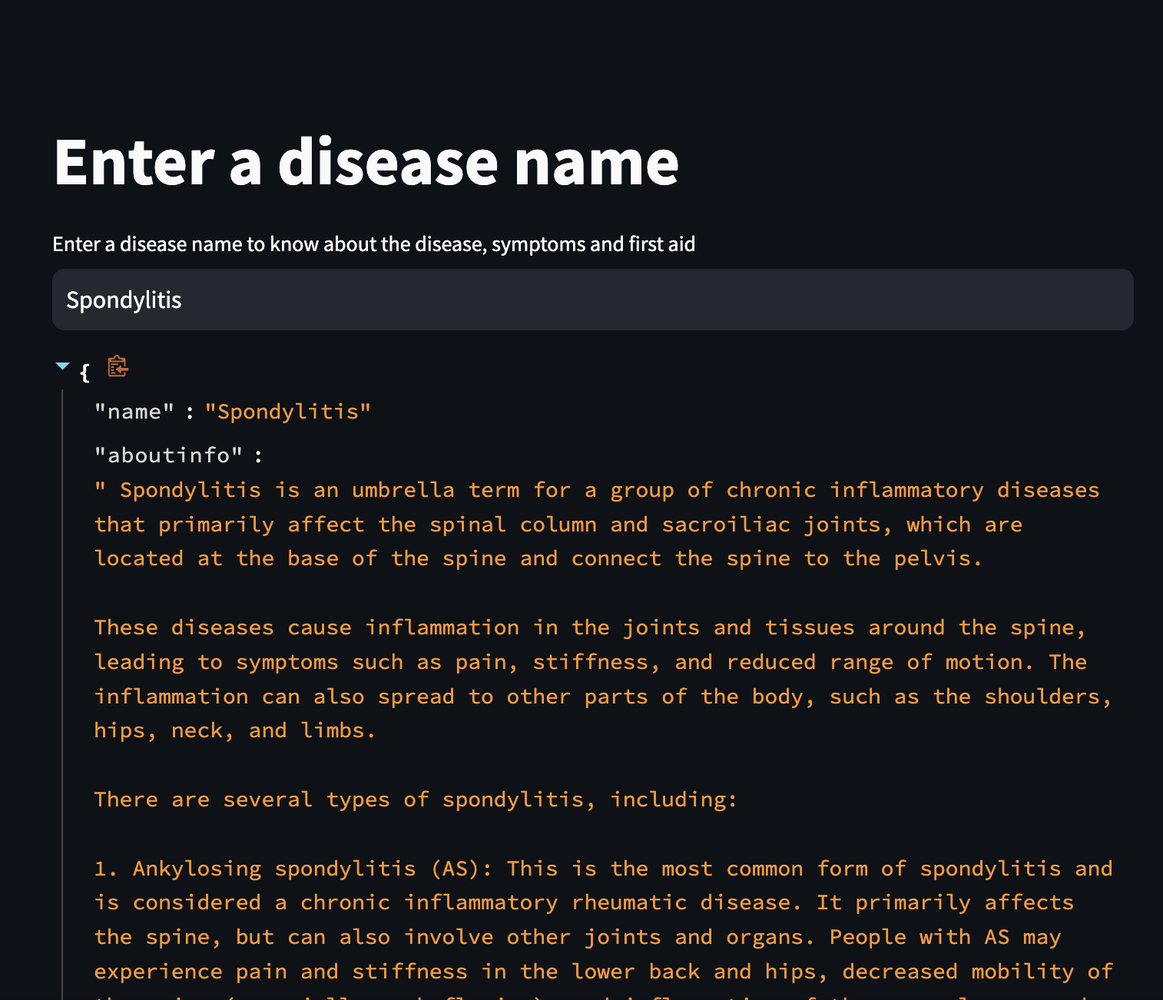 Enter a disease name
Enter a disease name to know about the disease, symptoms and first aid
Spondylitis
{
"name" : "Spondylitis"
"aboutinfo" :
" Spondylitis is an umbrella term for a group of chronic inflammatory diseases
that primarily affect the spinal column and sacroiliac joints, which are
located at the base of the spine and connect the spine to the pelvis.
These diseases cause inflammation in the joints and tissues around the spine,
leading to symptoms such as pain, stiffness, and reduced range of motion. The
inflammation can also spread to other parts of the body, such as the shoulders,
hips, neck, and limbs.
There are several types of spondylitis, including:
1. Ankylosing spondylitis (AS): This is the most common form of spondylitis and
is considered a chronic inflammatory rheumatic disease. It primarily affects
the spine, but can also involve other joints and organs. People with AS may
experience pain and stiffness in the lower back and hips, decreased mobility of